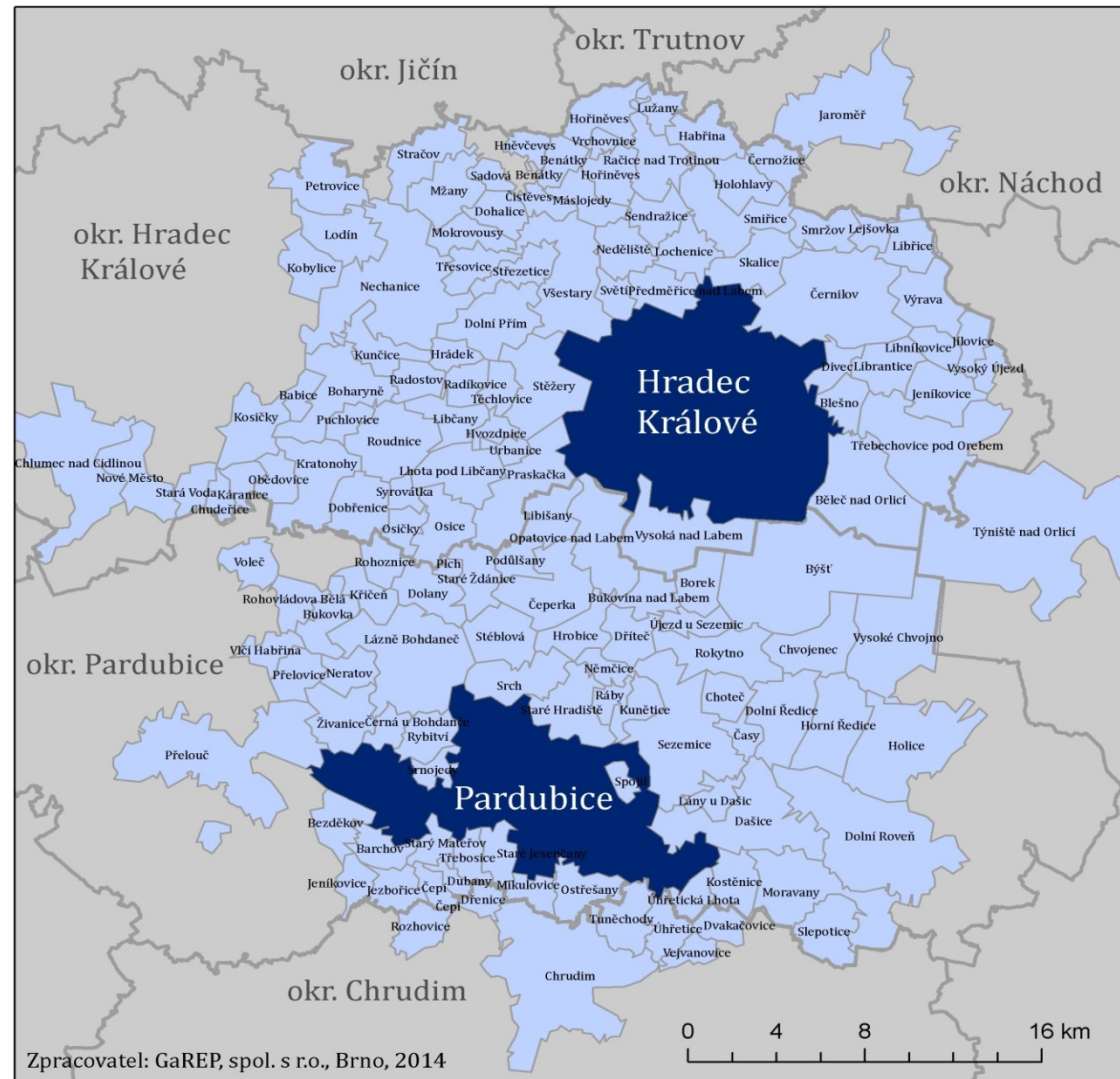 okr. Trutnov
okr. Jičín
Lužany
Hořiněves
Jaroměř
Vrchovnice
Habřina
Hněvčeves
Stračov
Benátky
Račice nad Trotinou
Černožice
Sadová
Benátky
Hořiněves
Petrovice
Mžany
Holohlavy
okr. Náchod
Čistěves
Máslojedy
Dohalice
Sendražice
Smiřice
okr. Hradec
Králové
Lodín
Mokrovousy
Smržov
Lejšovka
Neděliště
Lochenice
Libřice
Kobylice
Třesovice
Střezetice
Skalice
Nechanice
Všestary
Světí
Předměřice nad Labem
Černilov
Výrava
Dolní Přím
Jílovice
Libníkovice
Kunčice
Hrádek
Divec
Librantice
Vysoký Újezd
Radostov
Radíkovice
Stěžery
Hradec
Králové
Babice
Boharyně
Jeníkovice
Těchlovice
Blešno
Kosičky
Puchlovice
Libčany
Hvozdnice
Roudnice
Třebechovice pod Orebem
Urbanice
Chlumec nad Cidlinou
Kratonohy
Lhota pod Libčany
Nové Město
Obědovice
Praskačka
Stará Voda
Káranice
Syrovátka
Běleč nad Orlicí
Chudeřice
Dobřenice
Libišany
Osičky
Osice
Týniště nad Orlicí
Opatovice nad Labem
Vysoká nad Labem
Voleč
Rohoznice
Plch
Podůlšany
Býšť
Staré Ždánice
Borek
Rohovládova Bělá
Křičeň
Dolany
Bukovina nad Labem
Bukovka
Čeperka
Újezd u Sezemic
Lázně Bohdaneč
Stéblová
Hrobice
Dříteč
Vysoké Chvojno
Vlčí Habřina
Rokytno
Chvojenec
okr. Pardubice
Přelovice
Neratov
Němčice
Srch
Ráby
Choteč
Staré Hradiště
Kunětice
Dolní Ředice
Živanice
Černá u Bohdanče
Horní Ředice
Rybitví
Časy
Sezemice
Holice
Přelouč
Srnojedy
Spojil
Pardubice
Lány u Dašic
Bezděkov
Dašice
Dolní Roveň
Starý Mateřov
Barchov
Třebosice
Staré Jesenčany
Jeníkovice
Dubany
Mikulovice
Kostěnice
Jezbořice
Čepí
Ostřešany
Moravany
Čepí
Dřenice
Úhřetická Lhota
Rozhovice
Tuněchody
Dvakačovice
Úhřetice
Slepotice
Vejvanovice
Chrudim
okr. Chrudim
0 4 8 16 km
Zpracovatel: GaREP, spol. s r.o., Brno, 2014